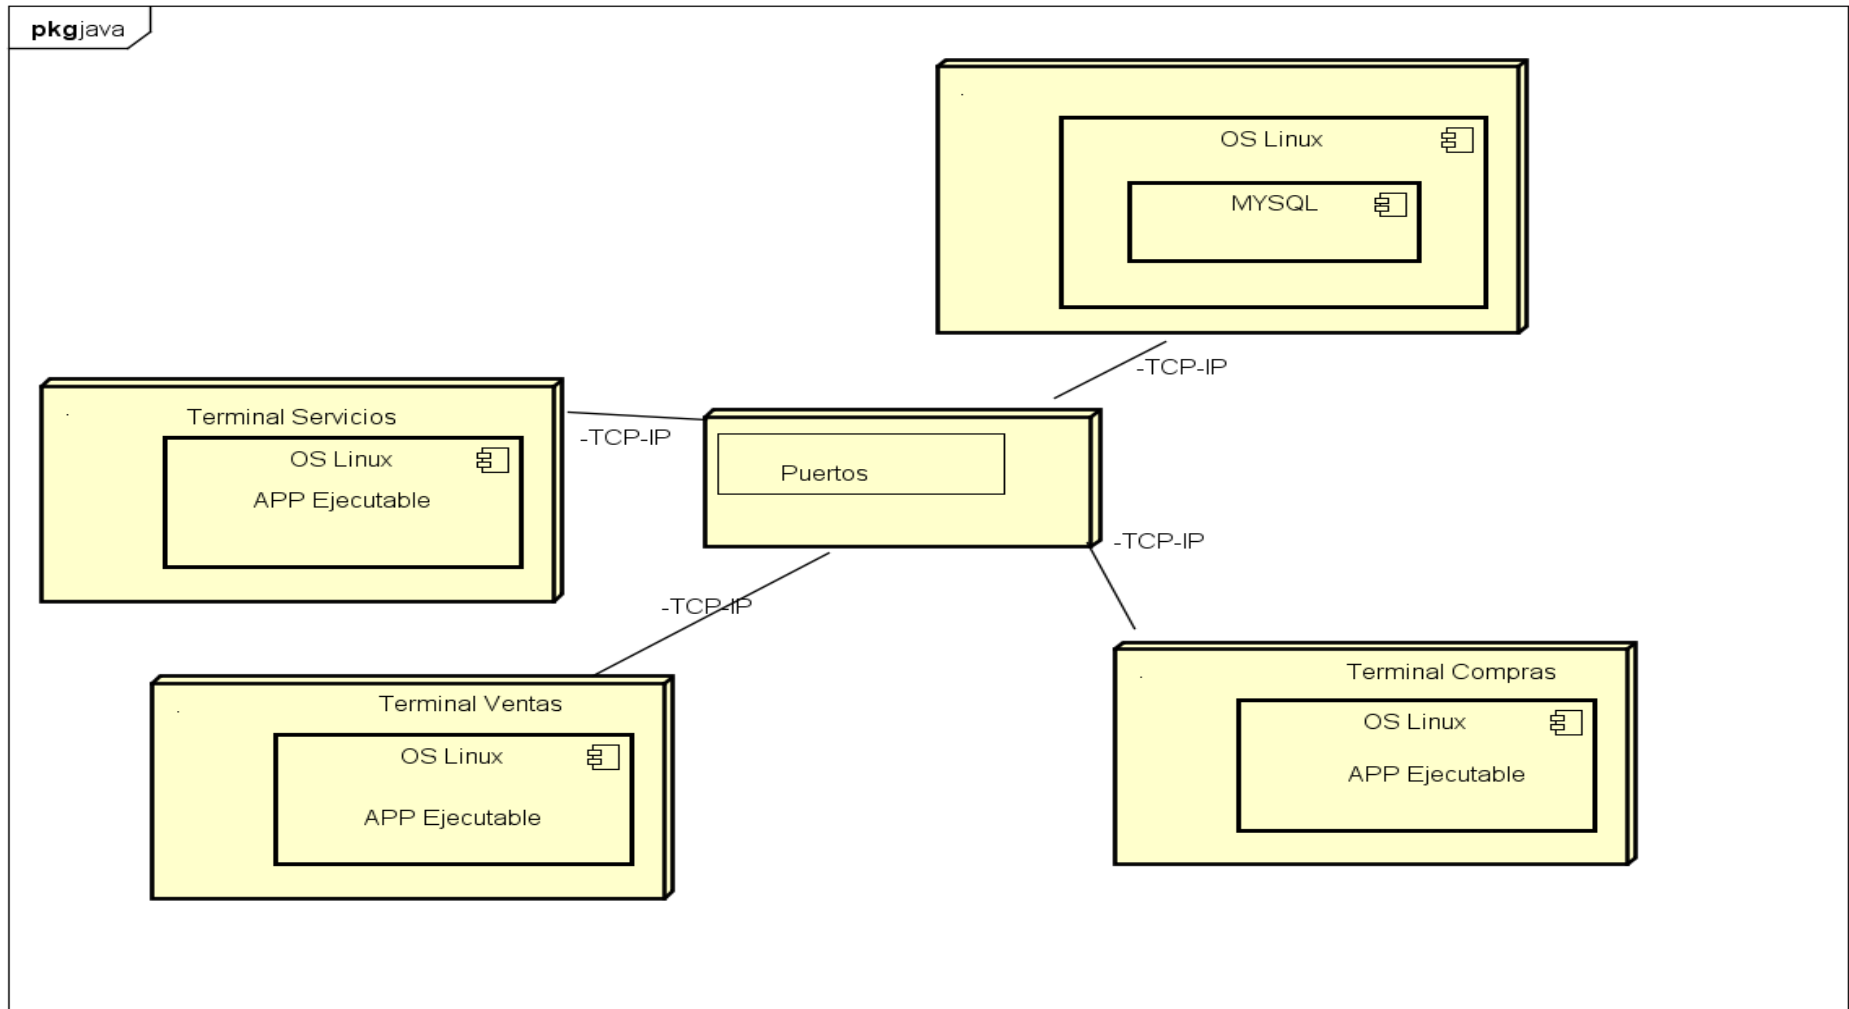 pkgjava
OS Linux
MYSQL
-TCP-IP
Terminal Servicios
OS Linux
APP Ejecutable
-TCP-IP
Puertos
-TCP-IP
-TCP-IP
Terminal Ventas
OS Linux
APP Ejecutable
Terminal Compras
OS Linux
APP Ejecutable